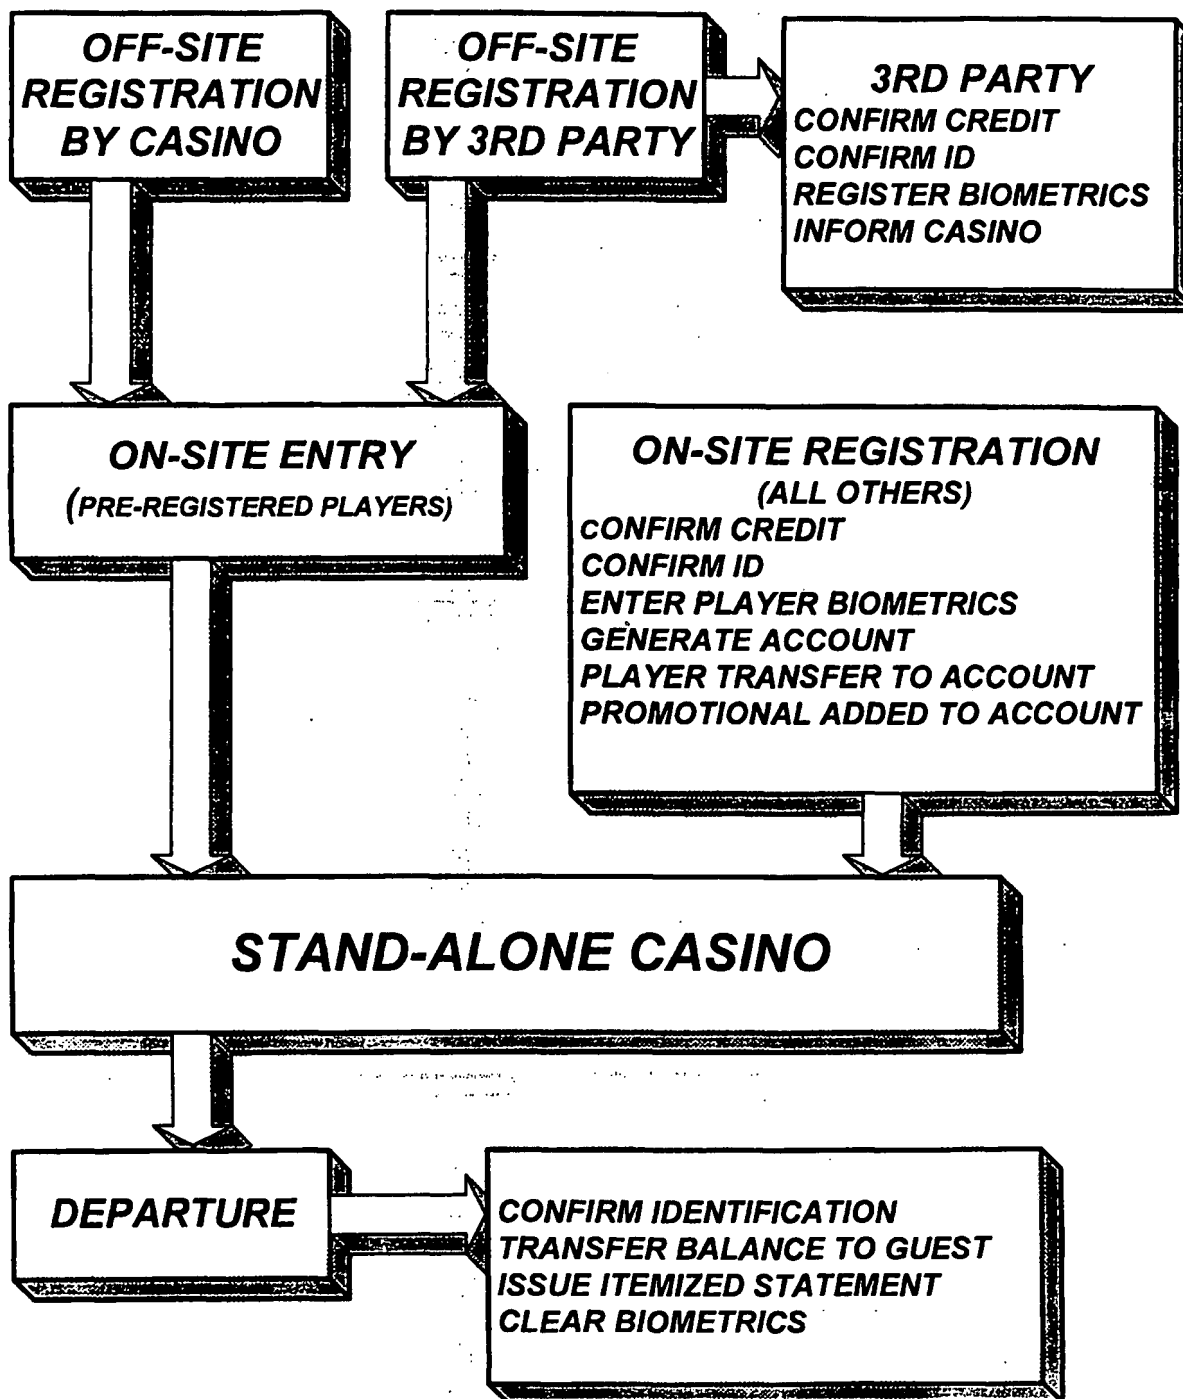 OFF-SITE
REGISTRATION
BY CASINO
OFF-SITE
REGISTRATION
BY 3RD PARTY
3RD PARTY
CONFIRM CREDIT
CONFIRM ID
REGISTER BIOMETRICS
INFORM CASINO
ON-SITE ENTRY
(PRE-REGISTERED PLAYERS)
ON-SITE REGISTRATION
(ALL OTHERS)
CONFIRM CREDIT
CONFIRM ID
ENTER PLAYER BIOMETRICS
GENERATE ACCOUNT
PLAYER TRANSFER TO ACCOUNT
PROMOTIONAL ADDED TO ACCOUNT
STAND-ALONE CASINO
DEPARTURE
CONFIRM IDENTIFICATION
TRANSFER BALANCE TO GUEST
ISSUE ITEMIZED STATEMENT
CLEAR BIOMETRICS